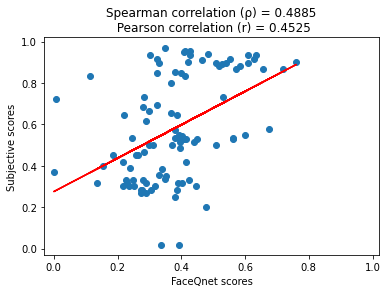 Spearman correlation (ρ) = 0.4885
Pearson correlation (r) = 0.4525
Subjective scores
1.0
0.8
0.6
0.4
0.2
0.0
0.0 0.2 0.4 0.6 0.8 1.0
FaceQnet scores